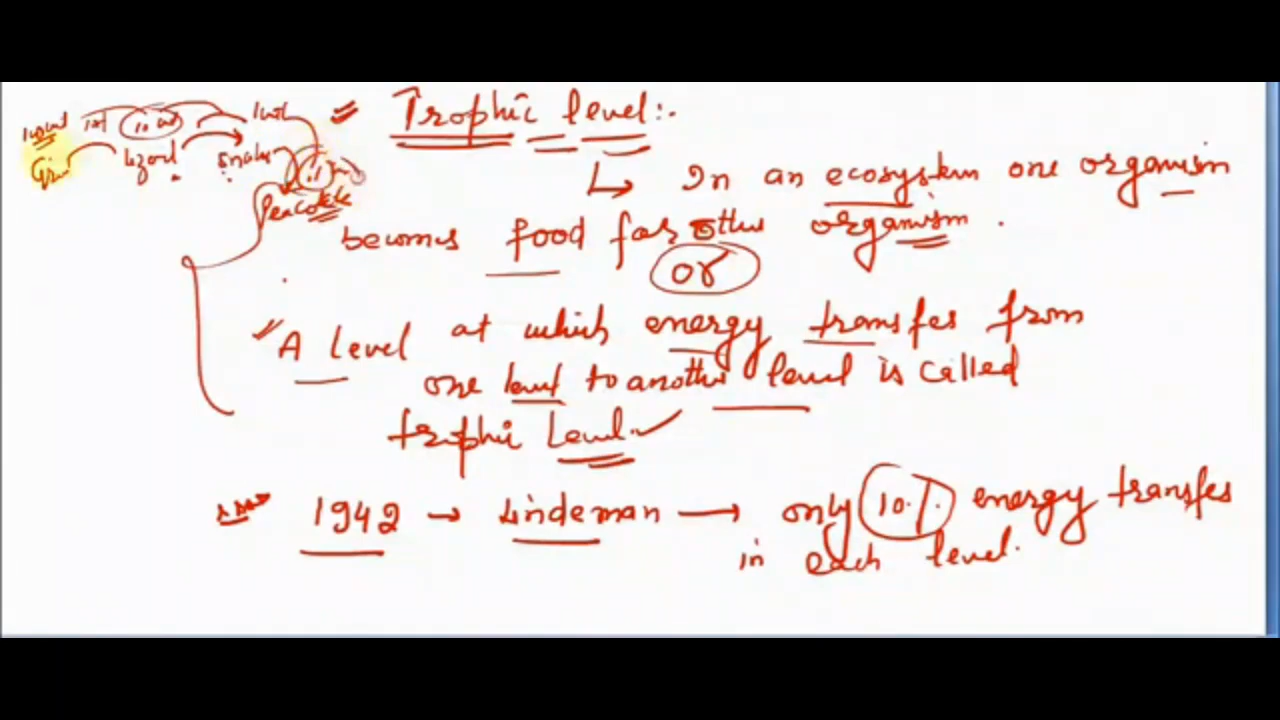 Trophic level:-
lizard snake
Peacock
↳ In an ecosystem one organism
becomes food for other organism.
or
A Level at which energy transfer from
one level to another level is called
trophic Level.
1942 → Lindeman → only 10% energy transfer
in each level.